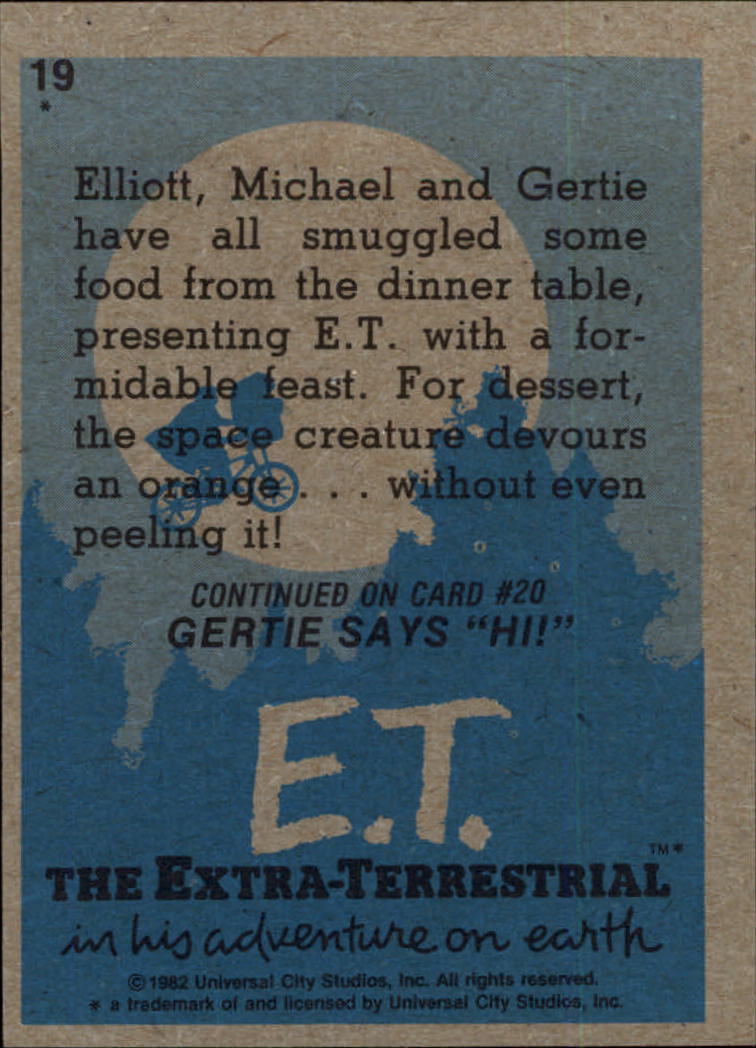 19
*
Elliott, Michael and Gertie
have all smuggled some
food from the dinner table,
presenting E.T. with a for-
midable feast. For dessert,
the space creature devours
an orange . . . without even
peeling it!
CONTINUED ON CARD #20
GERTIE SAYS “HI!”
E.T.
TM*
THE EXTRA-TERRESTRIAL
in his adventure on earth
©1982 Universal City Studios, Inc. All rights reserved.
* a trademark of and licensed by Universal City Studios, Inc.